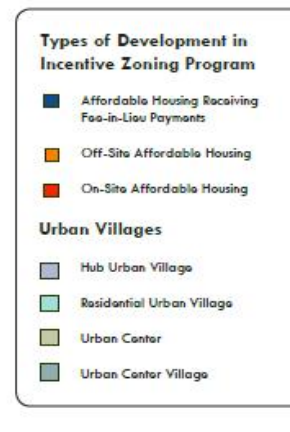 Types of Development in
Incentive Zoning Program
Affordable Housing Receiving
Fee-in-Lieu Payments
Off-Site Affordable Housing
On-Site Affordable Housing
Urban Villages
Hub Urban Village
Residential Urban Village
Urban Center
Urban Center Village